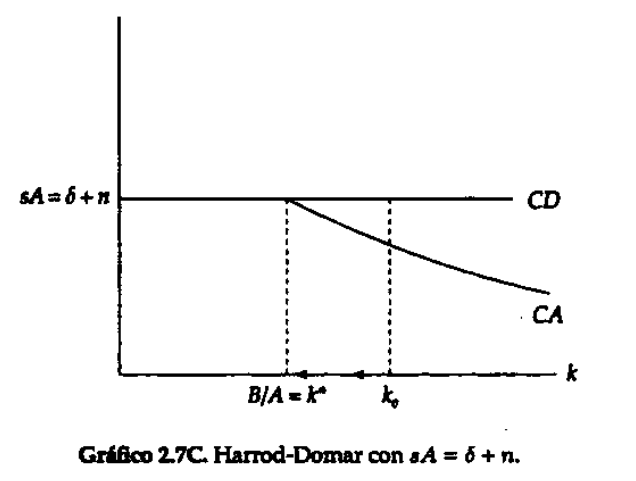 sA = δ + n
CD
CA
k
B/A = k* k₀
Gráfico 2.7C. Harrod-Domar con sA = δ + n.